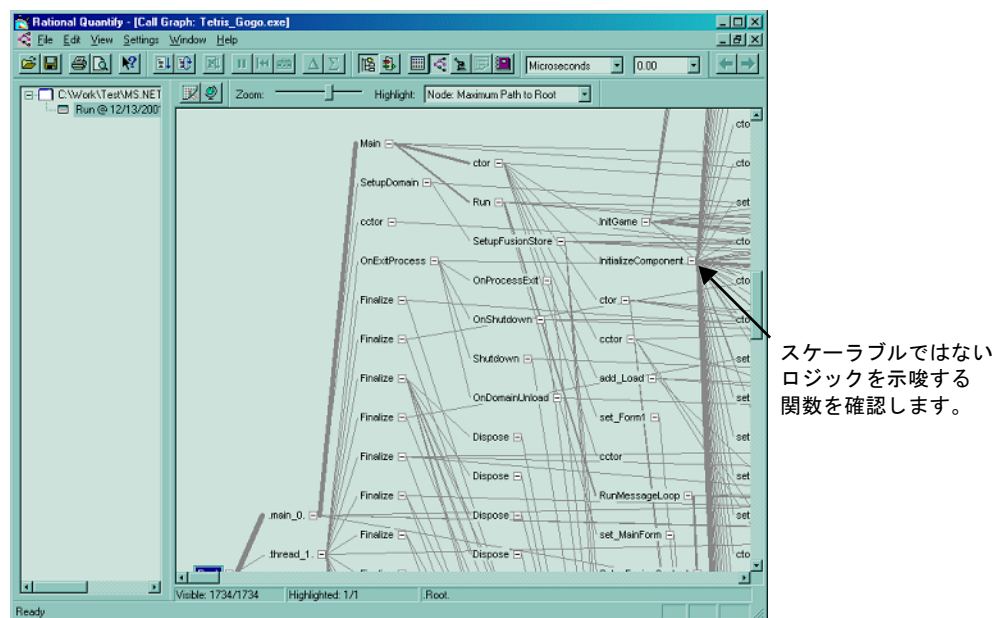 Rational Quantify - [Call Graph: Tetris_Gogo.exe]
File Edit View Settings Window Help
Microseconds 0.00
C:\Work\Test\MS.NET
Run @ 12/13/200
Zoom: Highlight: Node: Maximum Path to Root
cto
Main
ctor
cto
SetupDomain
Run
set
cctor
InitGame
SetupFusionStore
cto
OnExitProcess
InitializeComponent
OnProcessExit
cto
Finalize
ctor
OnShutdown
cto
Finalize
cctor
Shutdown
set
Finalize
add_Load
OnDomainUnload
set
Finalize
set_Form1
Dispose
set
Finalize
cctor
Dispose
set
Finalize
RunMessageLoop
.main_0.
Dispose
set
Finalize
set_MainForm
.thread_1.
Dispose
cto
Visible: 1734/1734 Highlighted: 1/1 .Root.
Ready
スケーラブルではない
ロジックを示唆する
関数を確認します。